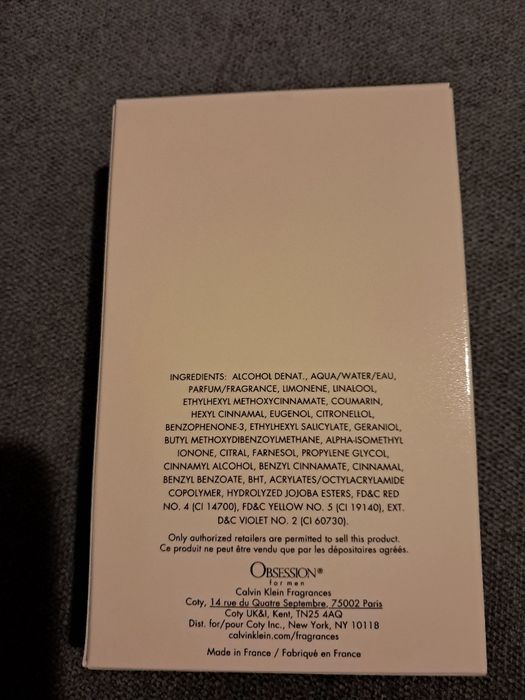 INGREDIENTS: ALCOHOL DENAT., AQUA/WATER/EAU,
PARFUM/FRAGRANCE, LIMONENE, LINALOOL,
ETHYLHEXYL METHOXYCINNAMATE, COUMARIN,
HEXYL CINNAMAL, EUGENOL, CITRONELLOL,
BENZOPHENONE-3, ETHYLHEXYL SALICYLATE, GERANIOL,
BUTYL METHOXYDIBENZOYLMETHANE, ALPHA-ISOMETHYL
IONONE, CITRAL, FARNESOL, PROPYLENE GLYCOL,
CINNAMYL ALCOHOL, BENZYL CINNAMATE, CINNAMAL,
BENZYL BENZOATE, BHT, ACRYLATES/OCTYLACRYLAMIDE
COPOLYMER, HYDROLYZED JOJOBA ESTERS, FD&C RED
NO. 4 (CI 14700), FD&C YELLOW NO. 5 (CI 19140), EXT.
D&C VIOLET NO. 2 (CI 60730).
Only authorized retailers are permitted to sell this product.
Ce produit ne peut être vendu que par les dépositaires agréés.
OBSESSION®
for men
Calvin Klein Fragrances
Coty, 14 rue du Quatre Septembre, 75002 Paris
Coty UK&I, Kent, TN25 4AQ
Dist. for/pour Coty Inc., New York, NY 10118
calvinklein.com/fragrances
Made in France / Fabriqué en France